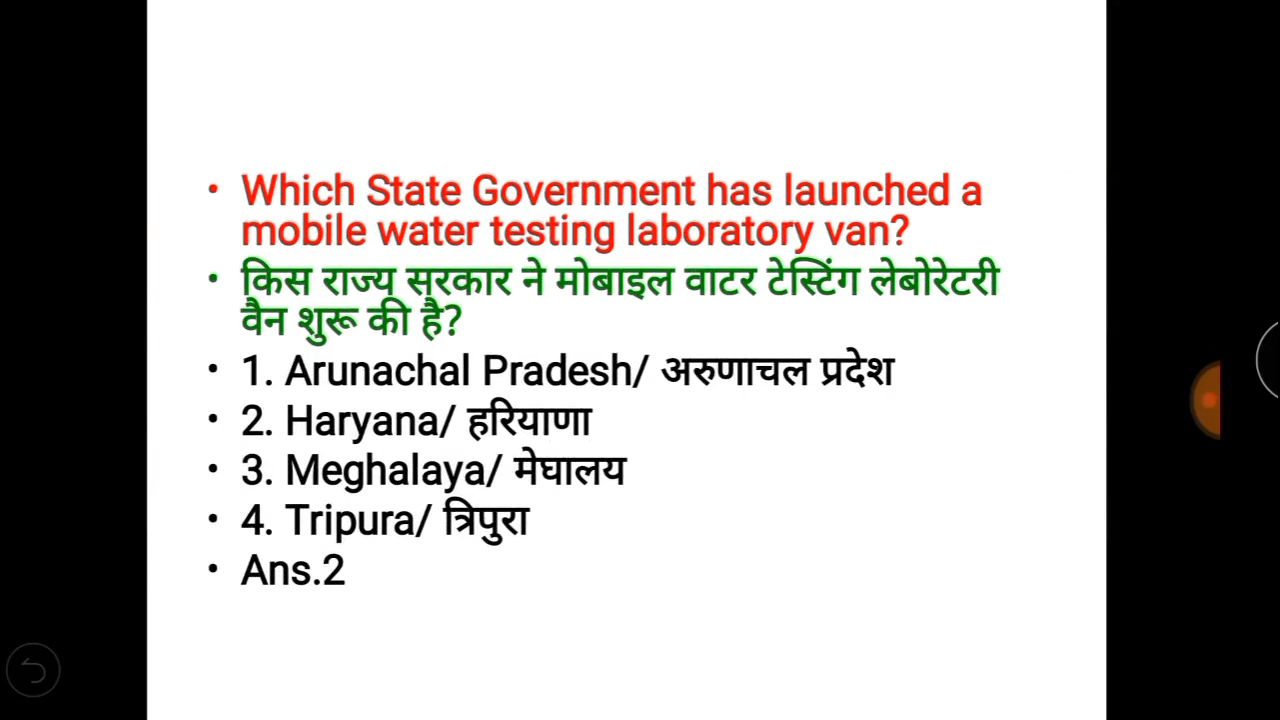 • Which State Government has launched a
mobile water testing laboratory van?
• किस राज्य सरकार ने मोबाइल वाटर टेस्टिंग लेबोरेटरी
वैन शुरू की है?
• 1. Arunachal Pradesh/ अरुणाचल प्रदेश
• 2. Haryana/ हरियाणा
• 3. Meghalaya/ मेघालय
• 4. Tripura/ त्रिपुरा
• Ans.2